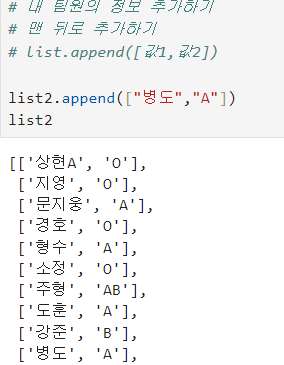 # 내 팀원의 정보 추가하기
# 맨 뒤로 추가하기
# list.append([값1,값2])
list2.append(["병도","A"])
list2
[['상현A', 'O'],
['지영', 'O'],
['문지웅', 'A'],
['경호', 'O'],
['형수', 'A'],
['소정', 'O'],
['주형', 'AB'],
['도훈', 'A'],
['강준', 'B'],
['병도', 'A'],